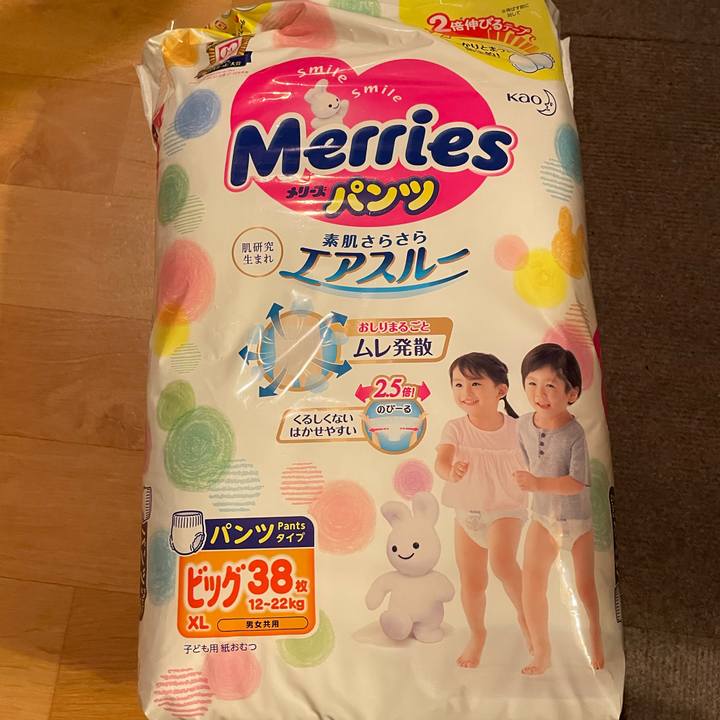 2倍伸びるテープ
smile smile
Kao
Merries
メリーズ パンツ
肌研究
生まれ
素肌さらさら
エアスルー
おしりまるごと
ムレ発散
くるしくない
はかせやすい
2.5倍!
のびーる
パンツ Pants
タイプ
ビッグ 38枚
XL 12~22kg
男女共用
子ども用 紙おむつ